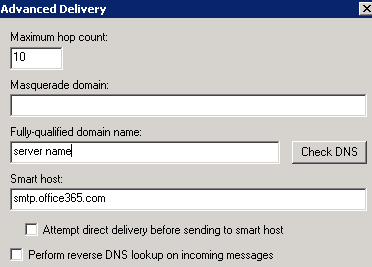 Advanced Delivery
Maximum hop count:
10
Masquerade domain:
Fully-qualified domain name:
server name
Check DNS
Smart host:
smtp.office365.com
Attempt direct delivery before sending to smart host
Perform reverse DNS lookup on incoming messages